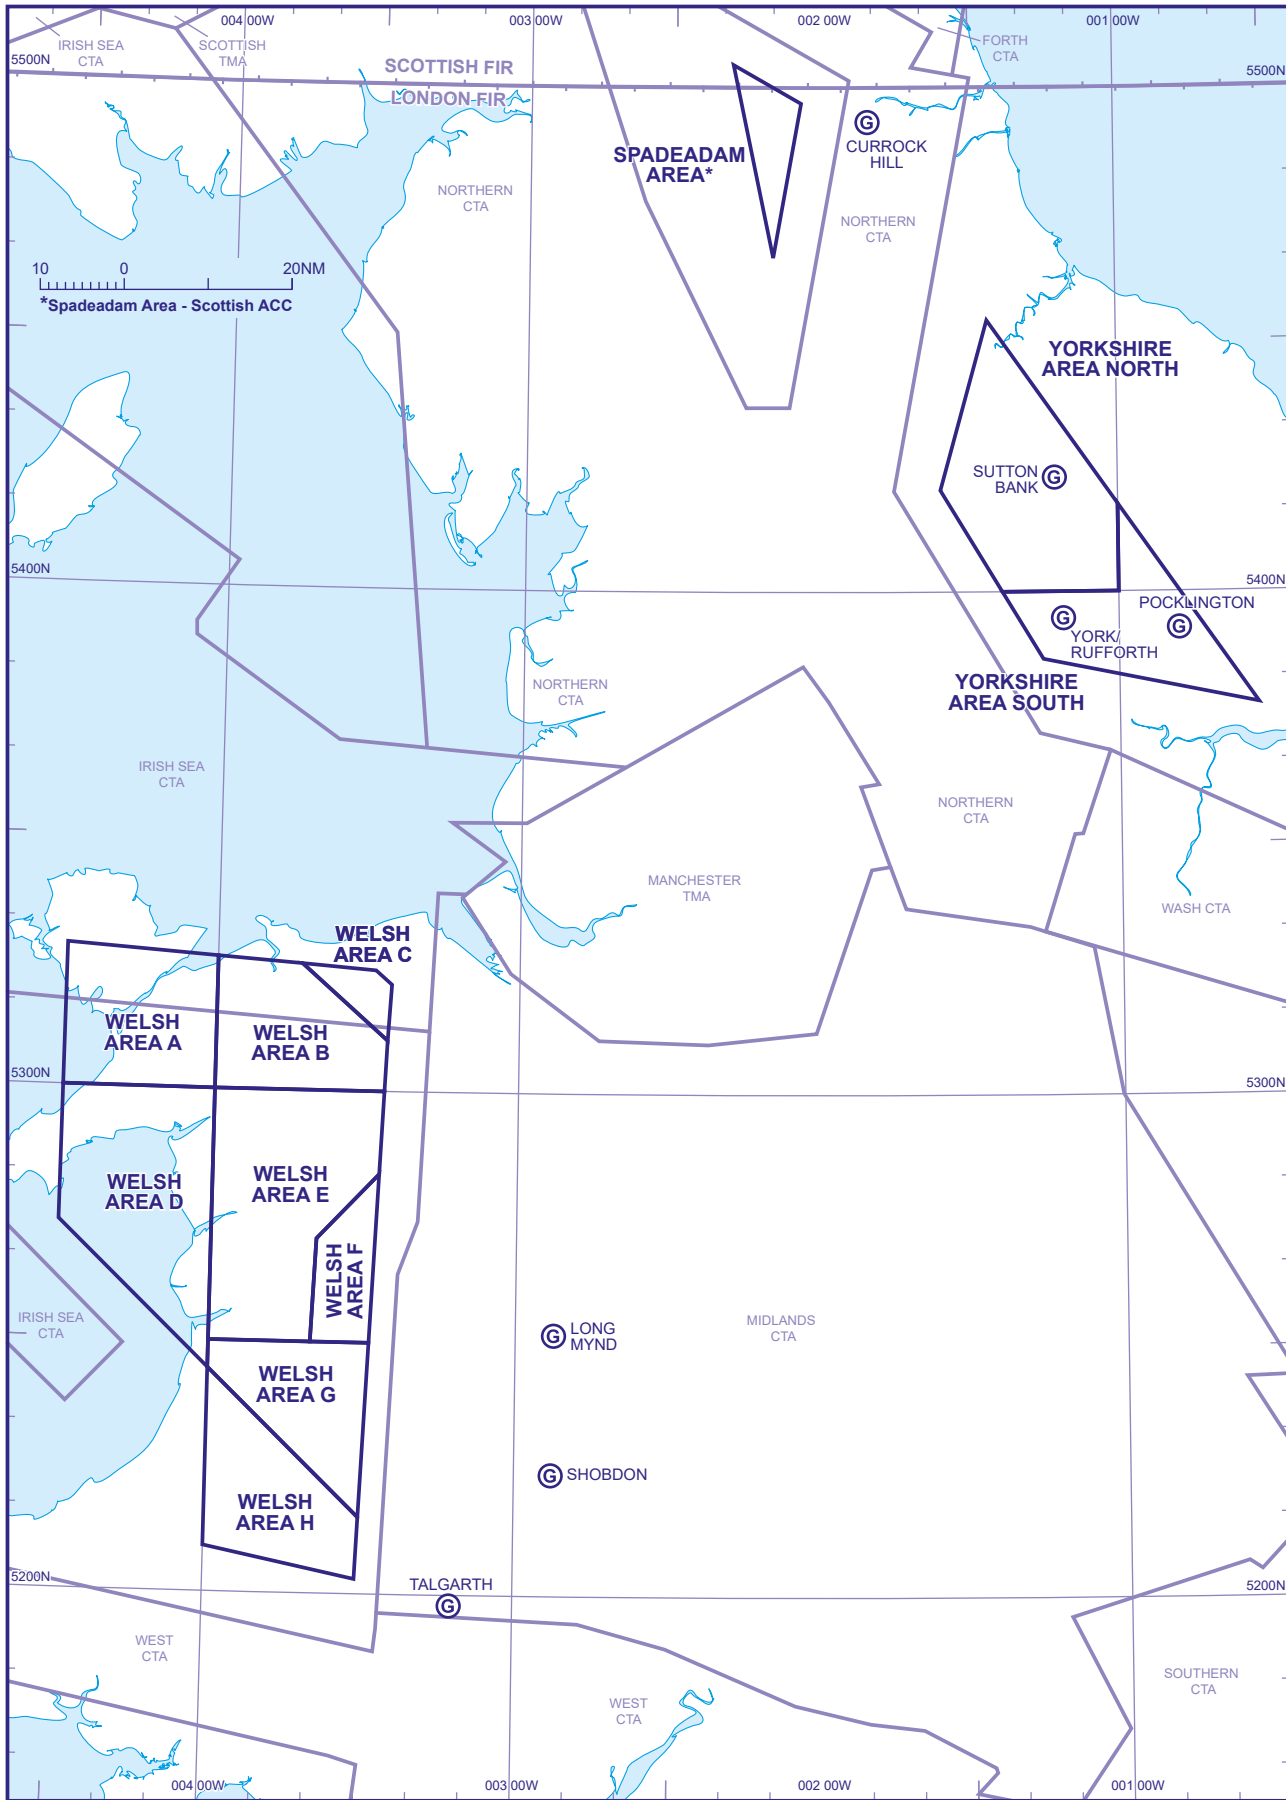 004 00W
003 00W
002 00W
001 00W
IRISH SEA
CTA
SCOTTISH
TMA
FORTH
CTA
5500N
5500N
SCOTTISH FIR
LONDON FIR
G
CURROCK
HILL
SPADEADAM
AREA*
NORTHERN
CTA
NORTHERN
CTA
10 0 20NM
*Spadeadam Area - Scottish ACC
YORKSHIRE
AREA NORTH
SUTTON
BANK
G
5400N
5400N
POCKLINGTON
G
G
YORK/
RUFFORTH
YORKSHIRE
AREA SOUTH
NORTHERN
CTA
IRISH SEA
CTA
NORTHERN
CTA
MANCHESTER
TMA
WASH CTA
WELSH
AREA C
WELSH
AREA A
WELSH
AREA B
5300N
5300N
WELSH
AREA D
WELSH
AREA E
WELSH
AREA F
IRISH SEA
CTA
G
LONG
MYND
MIDLANDS
CTA
WELSH
AREA G
G
SHOBDON
WELSH
AREA H
5200N
5200N
TALGARTH
G
WEST
CTA
WEST
CTA
SOUTHERN
CTA
004 00W
003 00W
002 00W
001 00W